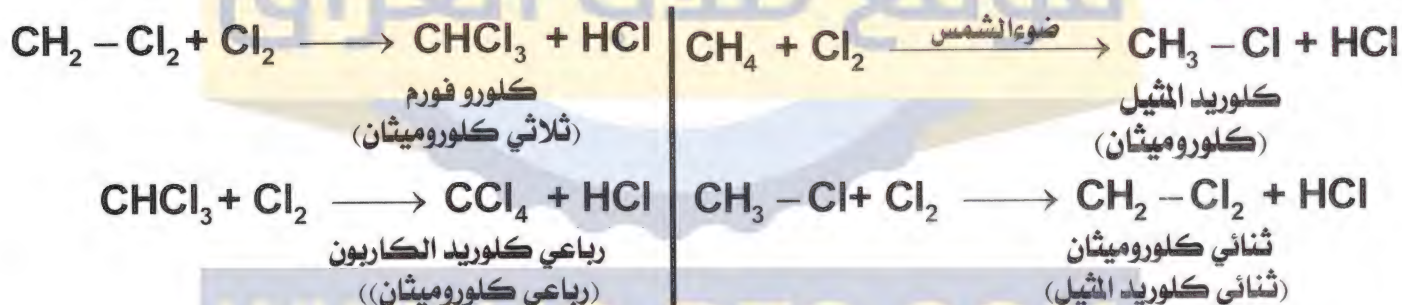 CH₄ + Cl₂ ⟶ضوء الشمس CH₃ – Cl + HCl
كلوريد المثيل
(كلوروميثان)
CH₃ – Cl+ Cl₂ ⟶ CH₂ – Cl₂ + HCl
ثنائي كلوروميثان
(ثنائي كلوريد المثيل)
CH₂ – Cl₂+ Cl₂ ⟶ CHCl₃ + HCl
كلورو فورم
(ثلاثي كلوروميثان)
CHCl₃+ Cl₂ ⟶ CCl₄ + HCl
رباعي كلوريد الكاربون
(رباعي كلوروميثان))